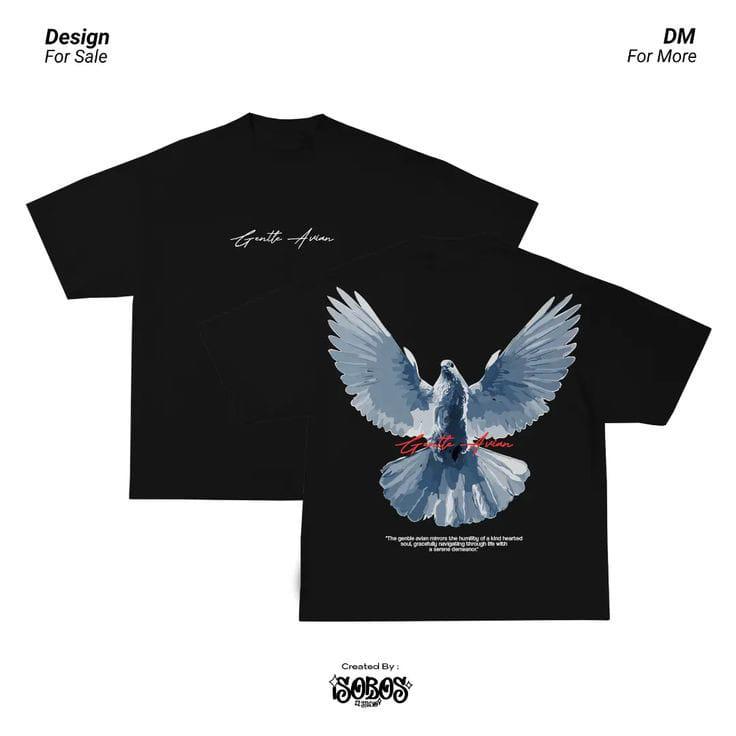 Design
For Sale
DM
For More
Gentle Avian
Gentle Avian
"The gentle avian mirrors the humility of a kind hearted
soul, gracefully navigating through life with
a serene demeanor."
Created By :
SOBOS